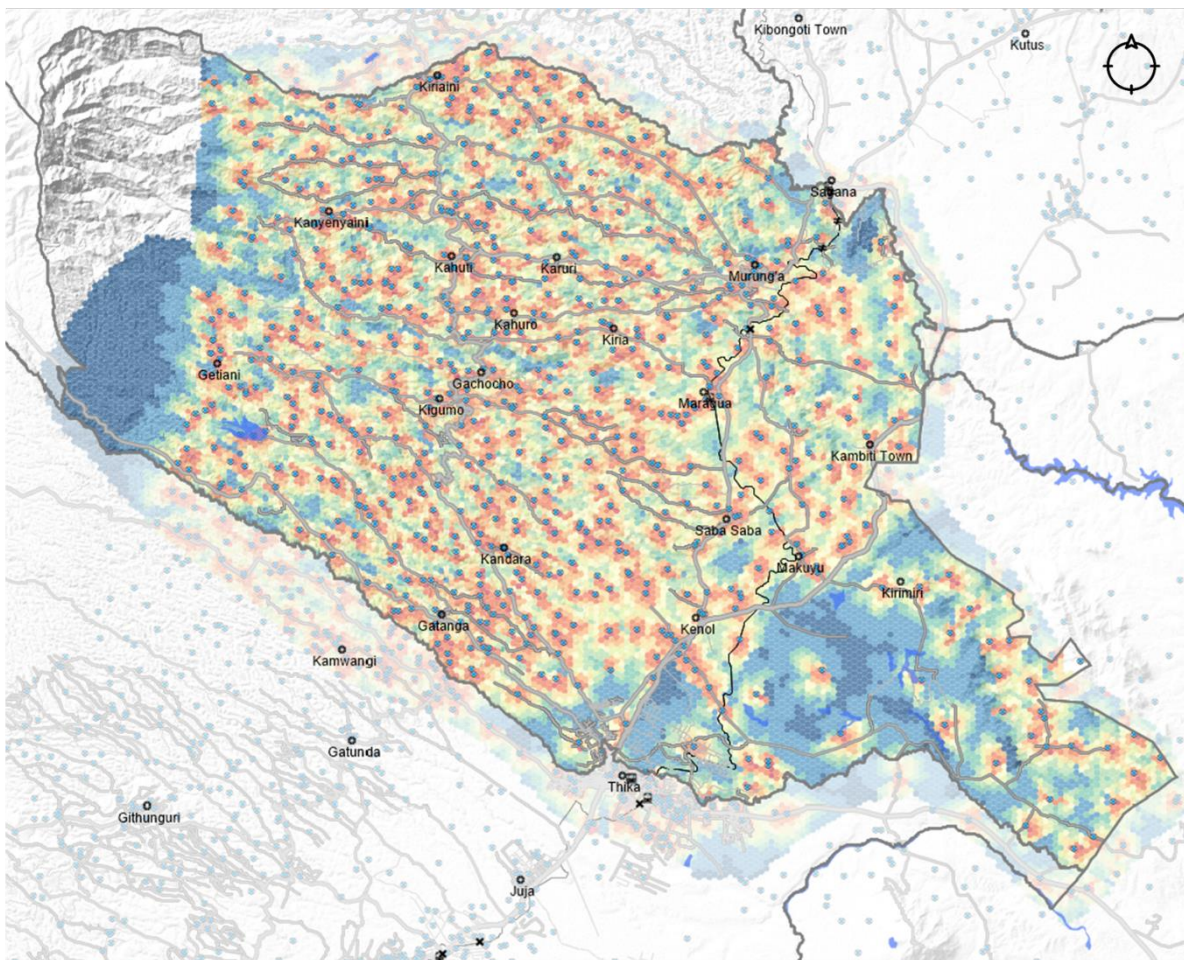 Kibongoti Town
Kutus
Kiriaini
Sagana
Kanyenyaini
Kahuti
Karuri
Murung'a
Kahuro
Kiria
Getiani
Gachocho
Kigumo
Maragua
Kambiti Town
Saba Saba
Kandara
Makuyu
Kirimiri
Gatanga
Kenol
Kamwangi
Gatunda
Thika
Githunguri
Juja